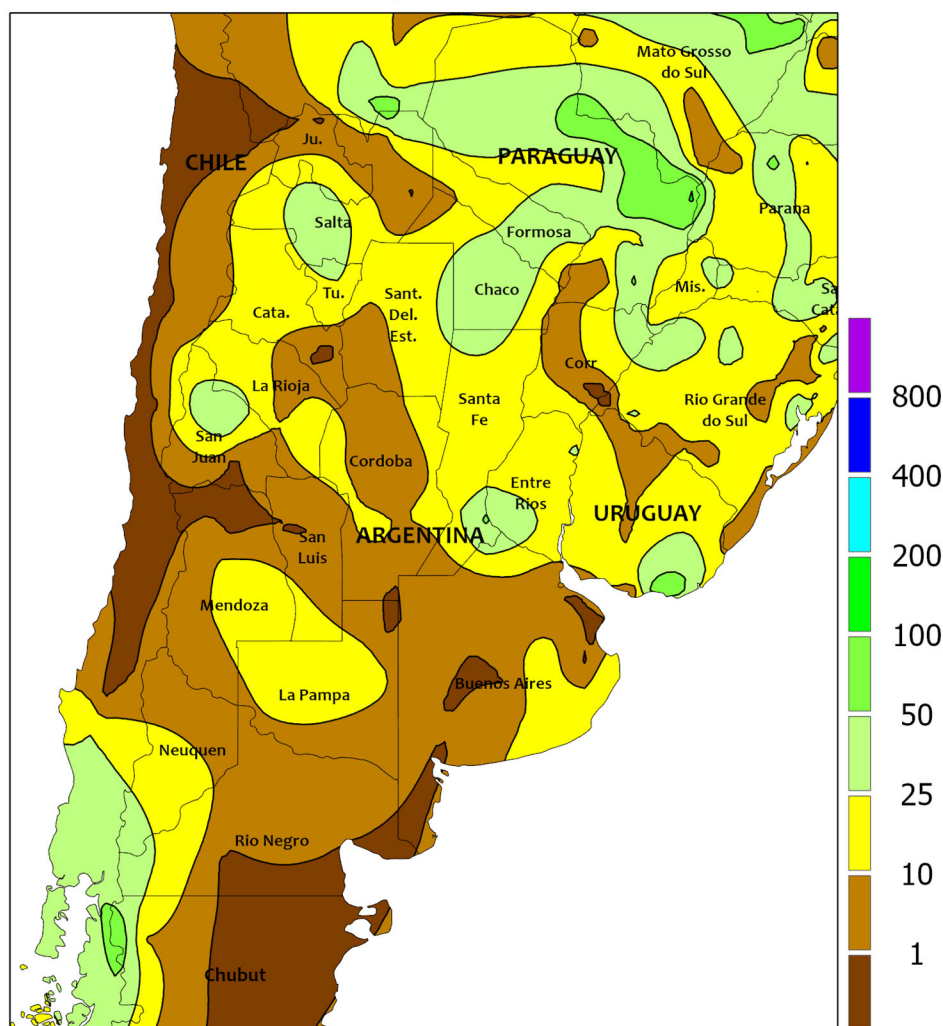 Mato Grosso
do Sul
Ju.
CHILE
PARAGUAY
Parana
Salta
Formosa
Mis.
Sa
Cata
Chaco
Tu.
Sant.
Del.
Est.
Cata.
Corr
La Rioja
Santa
Fe
Rio Grande
do Sul
San
Juan
Cordoba
Entre
Rios
URUGUAY
ARGENTINA
San
Luis
Mendoza
La Pampa
Buenos Aires
Neuquen
Rio Negro
Chubut
800
400
200
100
50
25
10
1